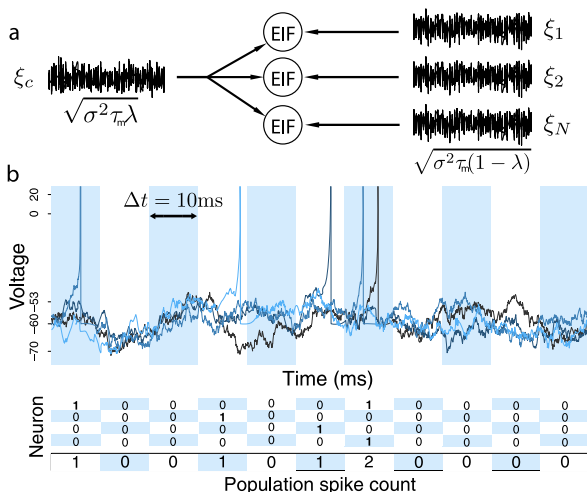 a
EIF
EIF
EIF
ξc
√σ²τmλ
ξ1
ξ2
ξN
√σ²τm(1 − λ)
b
Δt = 10ms
20
0
−53
−60
−70
Voltage
Time (ms)
Neuron
1 0 0 0 0 0 1 0 0 0 0
0 0 0 1 0 0 0 0 0 0 0
0 0 0 0 0 1 0 0 0 0 0
0 0 0 0 0 0 1 0 0 0 0
1 0 0 1 0 1 2 0 0 0 0
Population spike count